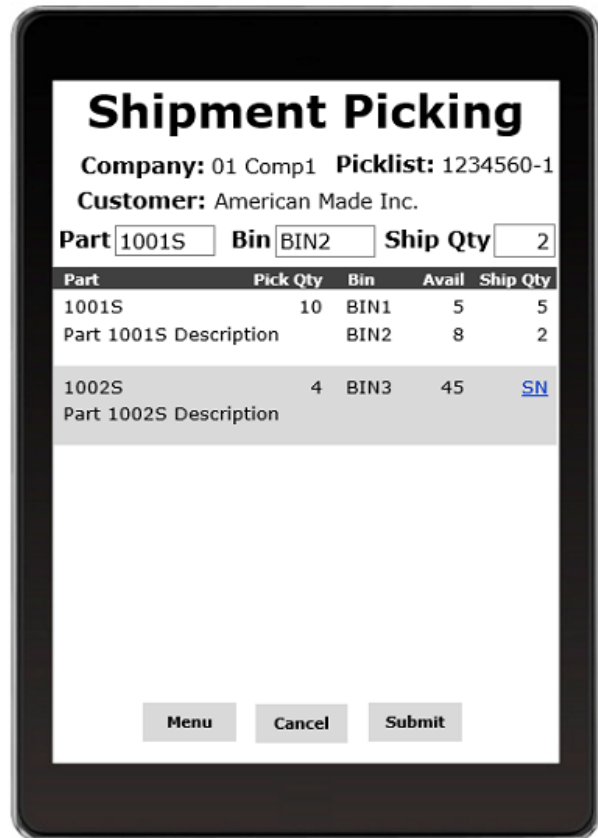 Shipment Picking
Company: 01 Comp1 Picklist: 1234560-1
Customer: American Made Inc.
Part 1001S Bin BIN2 Ship Qty 2
Part Pick Qty Bin Avail Ship Qty
1001S 10 BIN1 5 5
Part 1001S Description BIN2 8 2
1002S 4 BIN3 45 SN
Part 1002S Description
Menu Cancel Submit